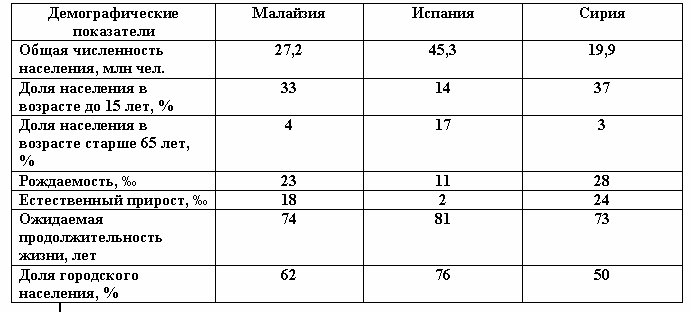 Демографические Малайзия Испания Сирия
показатели
Общая численность 27,2 45,3 19,9
населения, млн чел.
Доля населения в 33 14 37
возрасте до 15 лет, %
Доля населения в 4 17 3
возрасте старше 65 лет,
%
Рождаемость, ‰ 23 11 28
Естественный прирост, ‰ 18 2 24
Ожидаемая 74 81 73
продолжительность
жизни, лет
Доля городского 62 76 50
населения, %